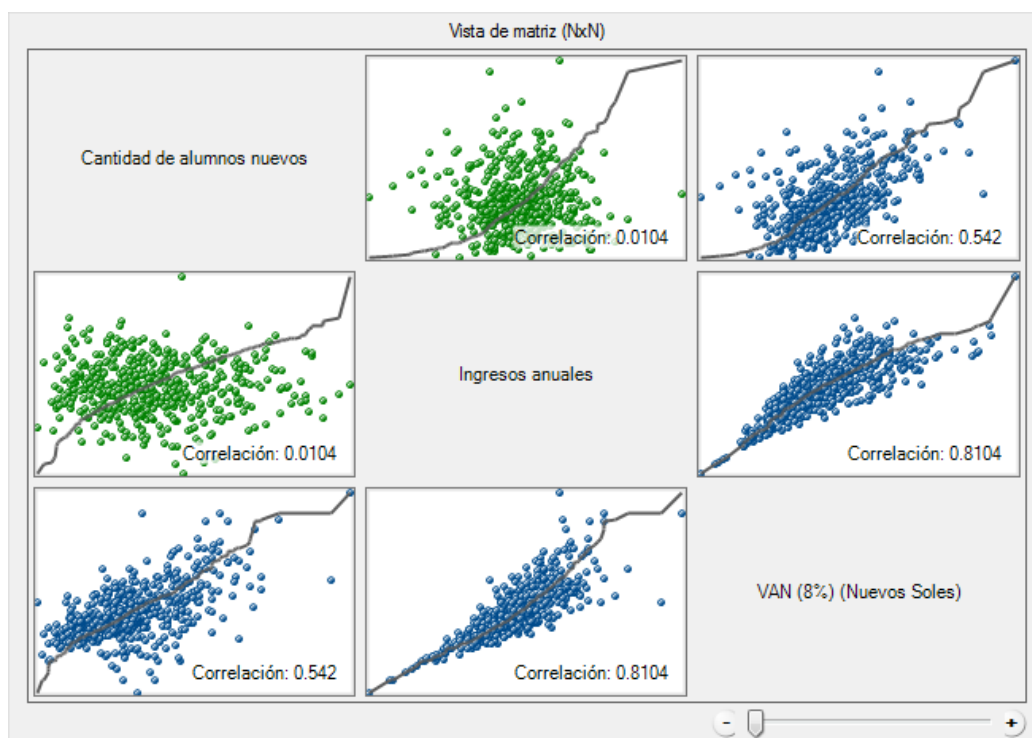 Vista de matriz (NxN)
Cantidad de alumnos nuevos
Correlación: 0.0104
Correlación: 0.542
Correlación: 0.0104
Ingresos anuales
Correlación: 0.8104
Correlación: 0.542
Correlación: 0.8104
VAN (8%) (Nuevos Soles)
- +